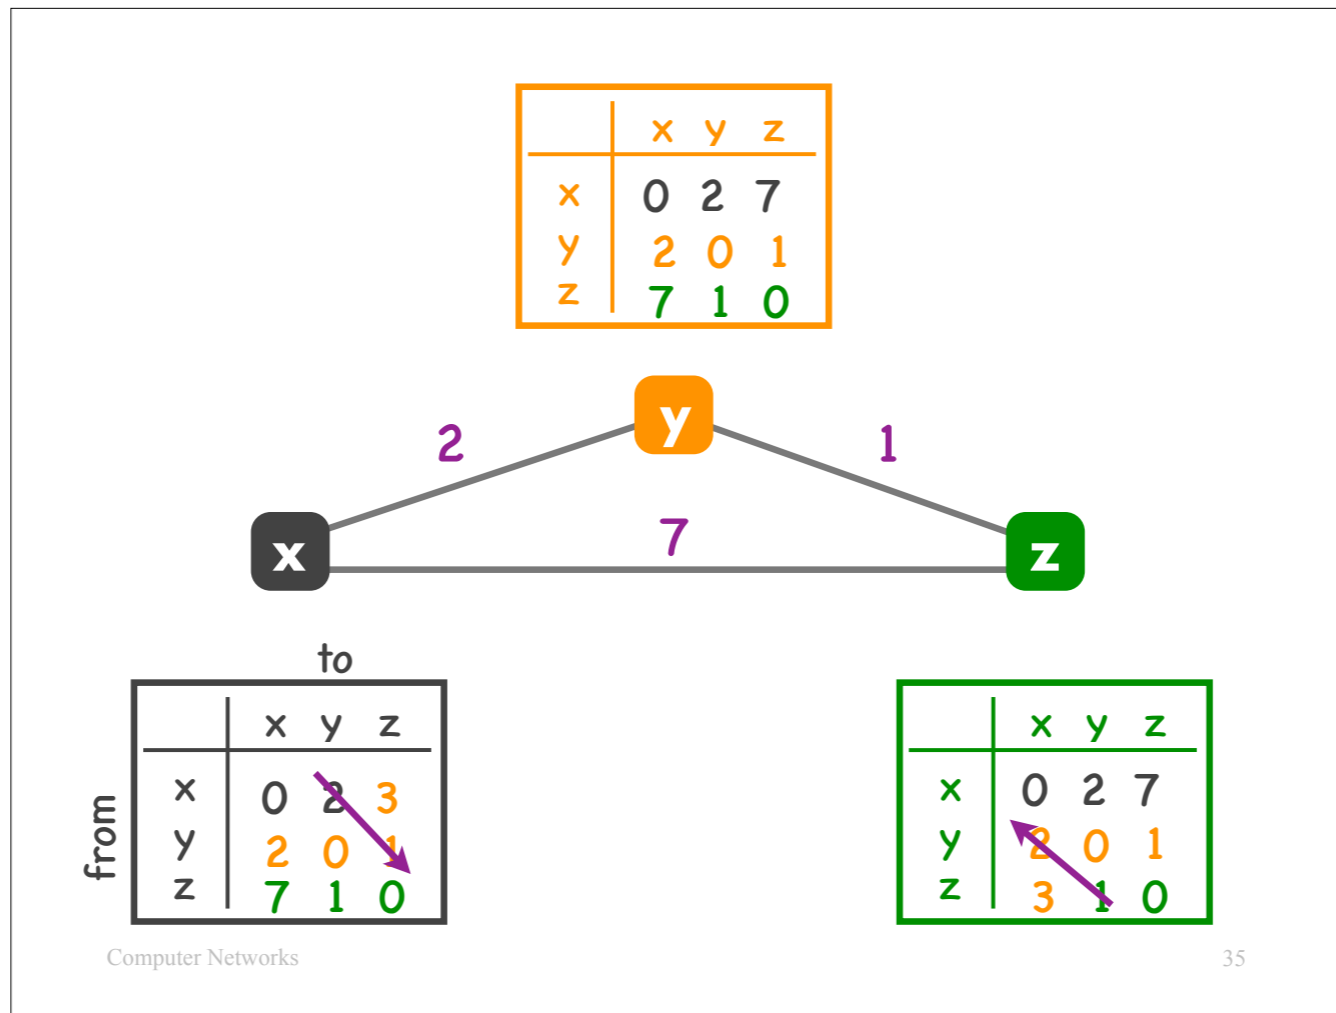 x y z
x 0 2 7
y 2 0 1
z 7 1 0
y
2 1
x 7 z
to
x y z
from
x 0 2 3
y 2 0 1
z 7 1 0
x y z
x 0 2 7
y 2 0 1
z 3 1 0
Computer Networks
35